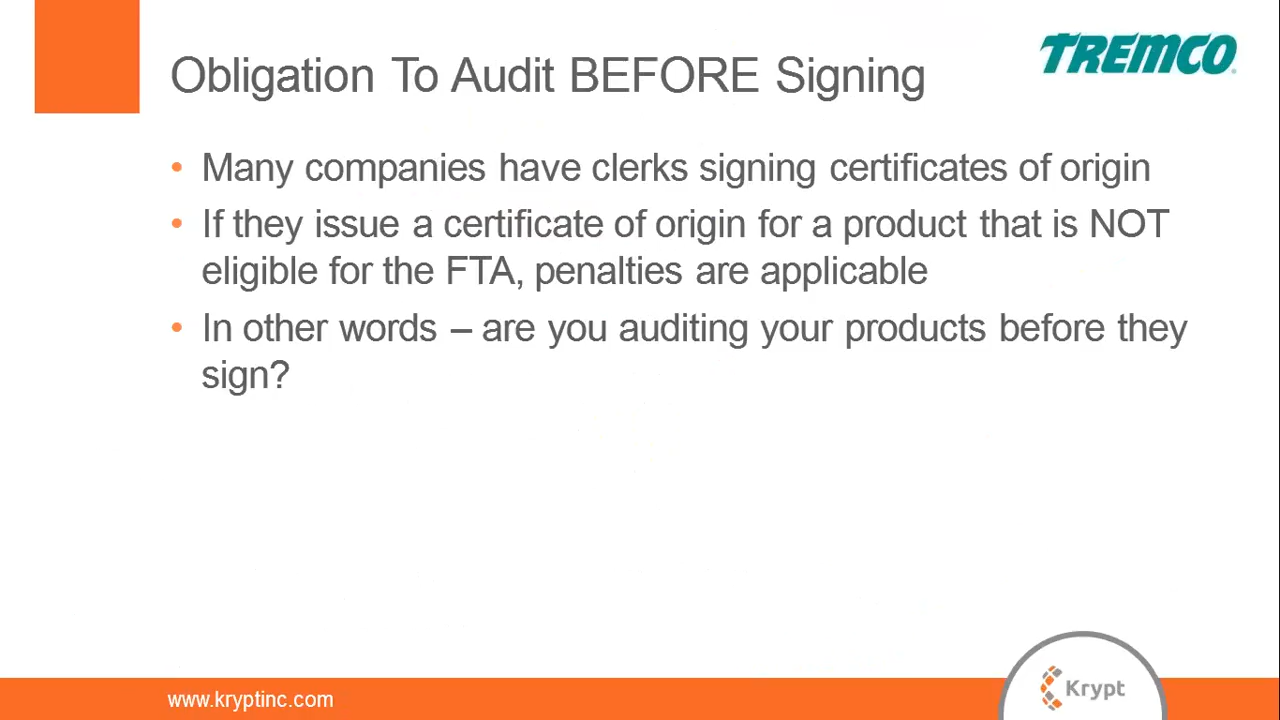 Obligation To Audit BEFORE Signing
TREMCO
• Many companies have clerks signing certificates of origin
• If they issue a certificate of origin for a product that is NOT
eligible for the FTA, penalties are applicable
• In other words – are you auditing your products before they
sign?
www.kryptinc.com
Krypt